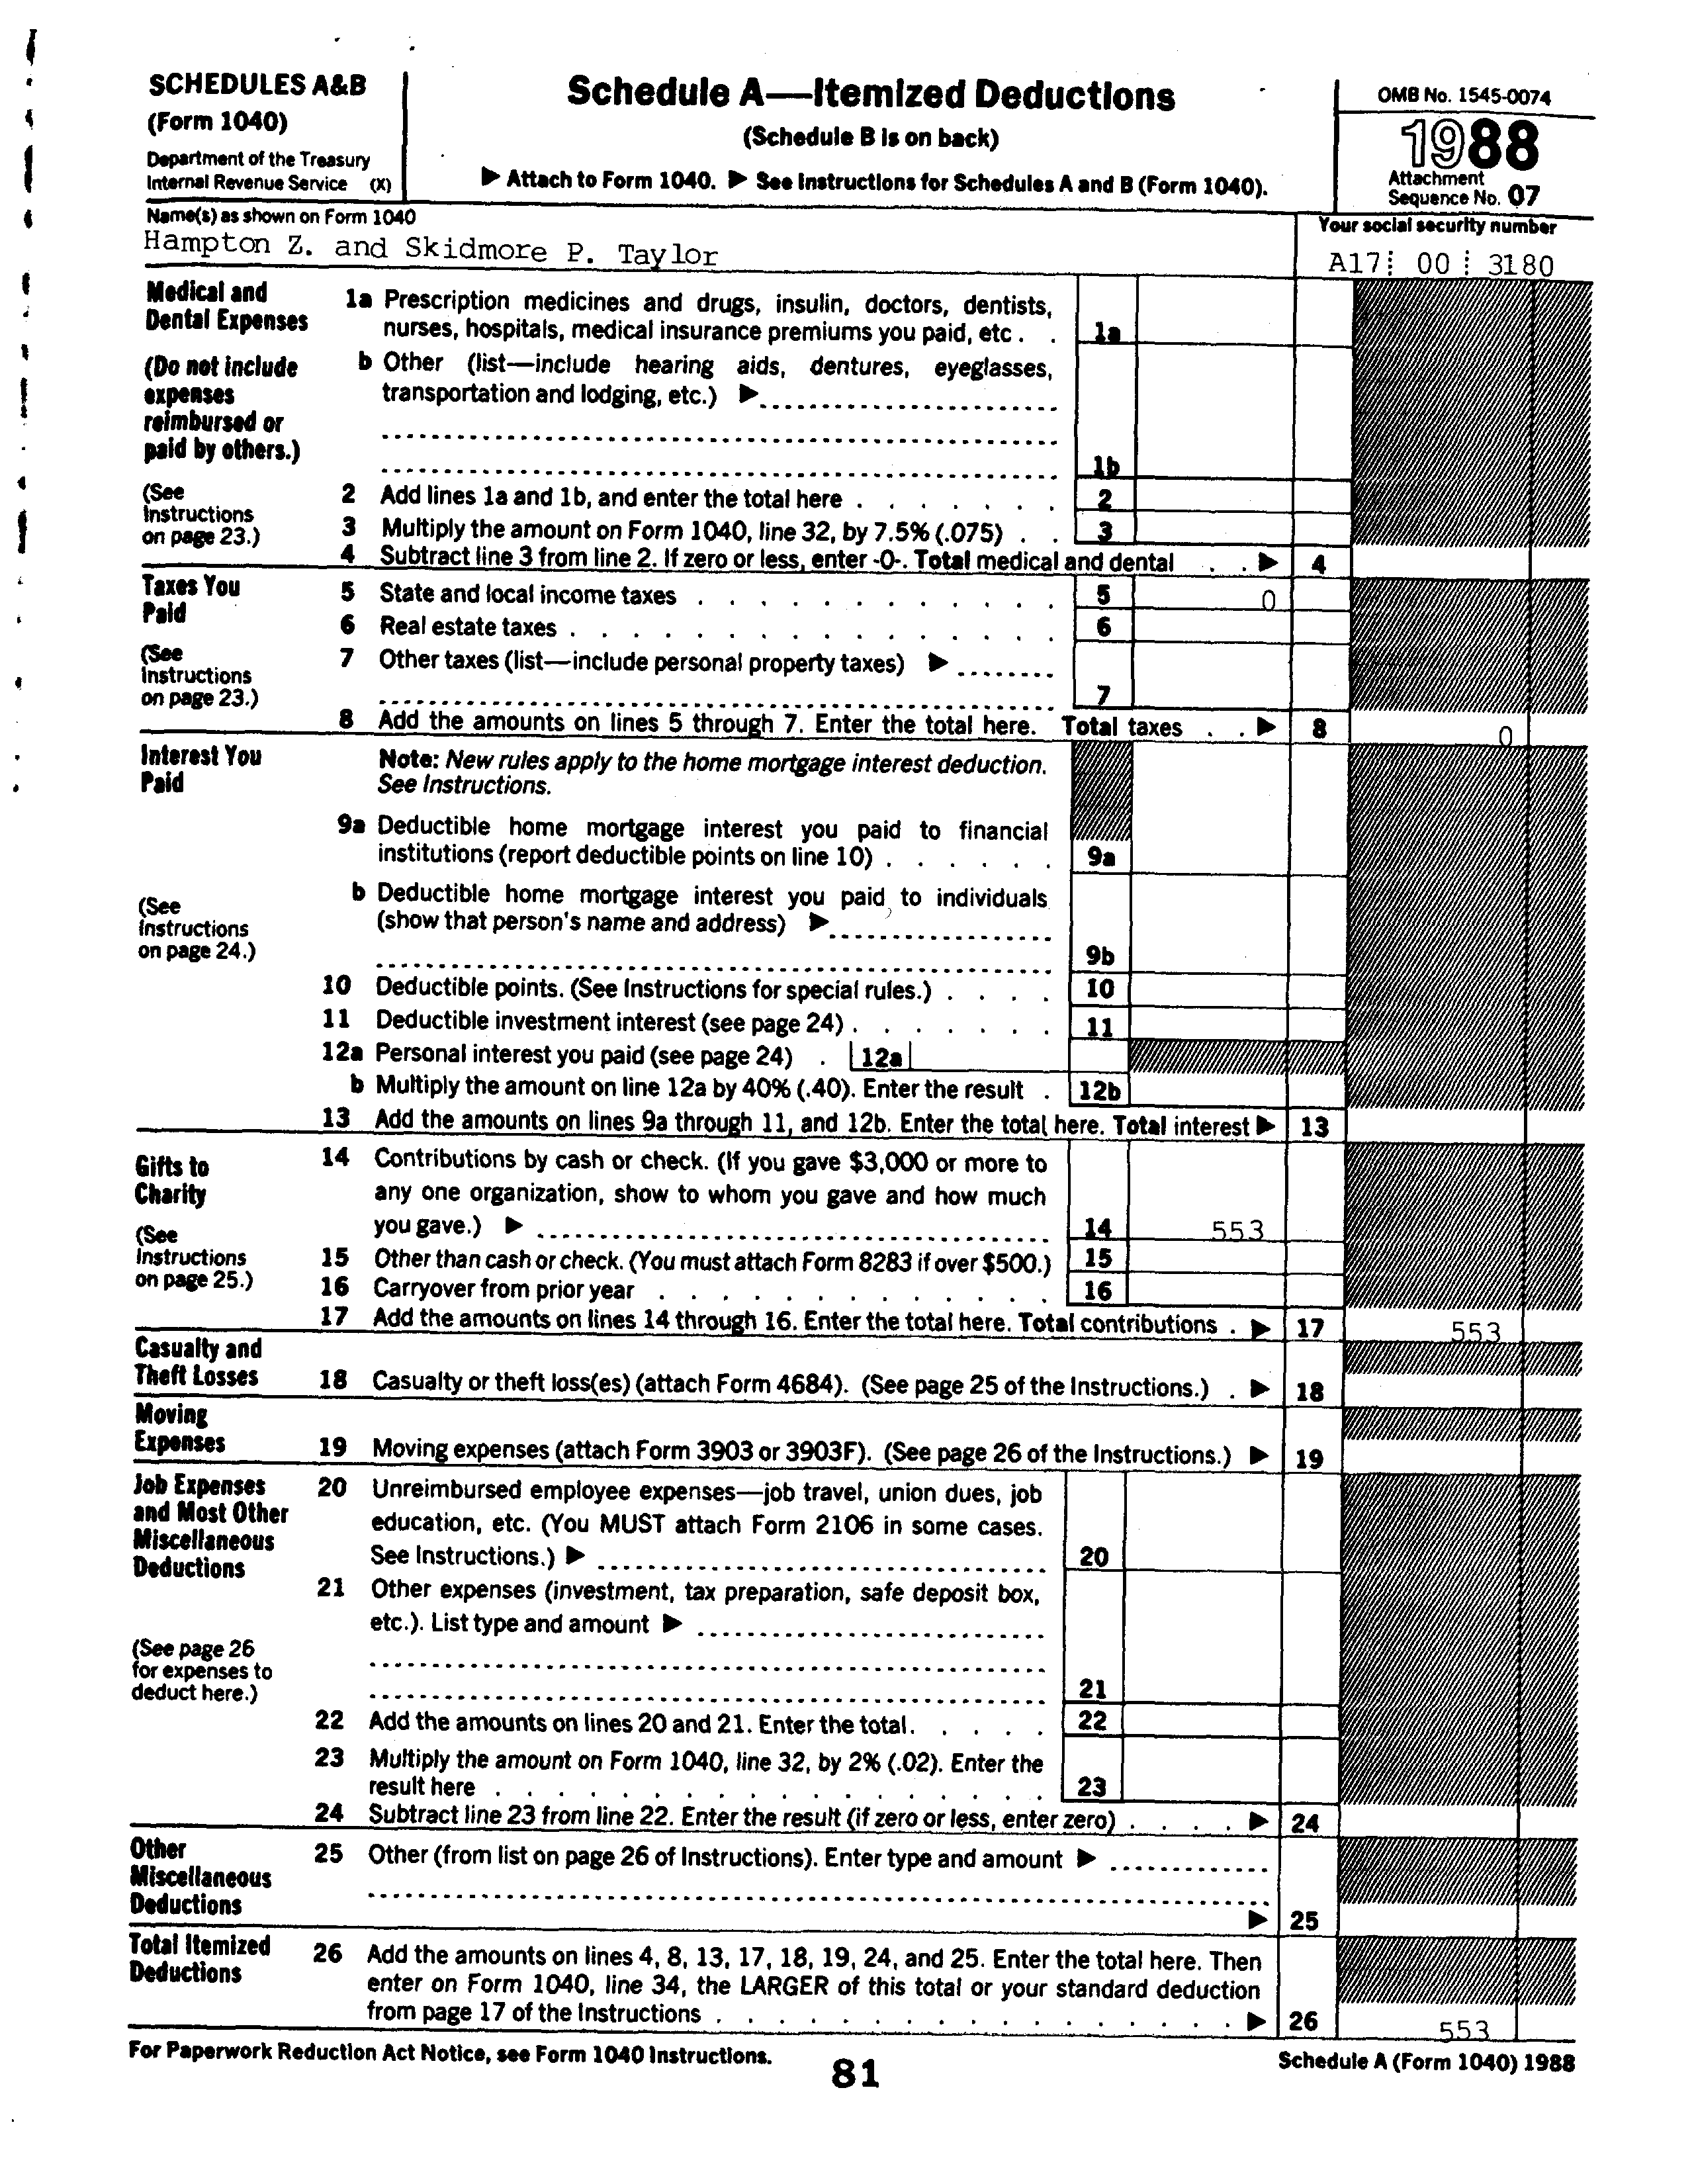 SCHEDULES A&B
(Form 1040)
Department of the Treasury
Internal Revenue Service (X)
Schedule A—Itemized Deductions
(Schedule B is on back)
▶ Attach to Form 1040. ▶ See Instructions for Schedules A and B (Form 1040).
OMB No. 1545-0074
1988
Attachment
Sequence No. 07
Name(s) as shown on Form 1040
Hampton Z. and Skidmore P. Taylor
Your social security number
A17 00 3180
Medical and
Dental Expenses
(Do not include
expenses
reimbursed or
paid by others.)
(See
Instructions
on page 23.)
1a Prescription medicines and drugs, insulin, doctors, dentists,
nurses, hospitals, medical insurance premiums you paid, etc . . 1a
b Other (list—include hearing aids, dentures, eyeglasses,
transportation and lodging, etc.) ▶
1b
2 Add lines 1a and 1b, and enter the total here . . . . . . . 2
3 Multiply the amount on Form 1040, line 32, by 7.5% (.075) . . 3
4 Subtract line 3 from line 2. If zero or less, enter -0-. Total medical and dental . . ▶ 4
Taxes You
Paid
(See
Instructions
on page 23.)
5 State and local income taxes . . . . . . . . . . . . 5 0
6 Real estate taxes . . . . . . . . . . . . . . . . 6
7 Other taxes (list—include personal property taxes) ▶
7
8 Add the amounts on lines 5 through 7. Enter the total here. Total taxes . . ▶ 8 0
Interest You
Paid
(See
Instructions
on page 24.)
Note: New rules apply to the home mortgage interest deduction.
See Instructions.
9a Deductible home mortgage interest you paid to financial
institutions (report deductible points on line 10) . . . . . . 9a
b Deductible home mortgage interest you paid to individuals
(show that person's name and address) ▶
9b
10 Deductible points. (See Instructions for special rules.) . . . . 10
11 Deductible investment interest (see page 24) . . . . . . . 11
12a Personal interest you paid (see page 24) . 12a
b Multiply the amount on line 12a by 40% (.40). Enter the result . 12b
13 Add the amounts on lines 9a through 11, and 12b. Enter the total here. Total interest ▶ 13
Gifts to
Charity
(See
Instructions
on page 25.)
14 Contributions by cash or check. (If you gave $3,000 or more to
any one organization, show to whom you gave and how much
you gave.) ▶ 14 553
15 Other than cash or check. (You must attach Form 8283 if over $500.) 15
16 Carryover from prior year . . . . . . . . . . . . . 16
17 Add the amounts on lines 14 through 16. Enter the total here. Total contributions . ▶ 17 553
Casualty and
Theft Losses
18 Casualty or theft loss(es) (attach Form 4684). (See page 25 of the Instructions.) . ▶ 18
Moving
Expenses
19 Moving expenses (attach Form 3903 or 3903F). (See page 26 of the Instructions.) ▶ 19
Job Expenses
and Most Other
Miscellaneous
Deductions
(See page 26
for expenses to
deduct here.)
20 Unreimbursed employee expenses—job travel, union dues, job
education, etc. (You MUST attach Form 2106 in some cases.
See Instructions.) ▶ 20
21 Other expenses (investment, tax preparation, safe deposit box,
etc.). List type and amount ▶
21
22 Add the amounts on lines 20 and 21. Enter the total. . . . . 22
23 Multiply the amount on Form 1040, line 32, by 2% (.02). Enter the
result here . . . . . . . . . . . . . . . . . . 23
24 Subtract line 23 from line 22. Enter the result (if zero or less, enter zero) . . . . ▶ 24
Other
Miscellaneous
Deductions
25 Other (from list on page 26 of Instructions). Enter type and amount ▶
▶ 25
Total Itemized
Deductions
26 Add the amounts on lines 4, 8, 13, 17, 18, 19, 24, and 25. Enter the total here. Then
enter on Form 1040, line 34, the LARGER of this total or your standard deduction
from page 17 of the Instructions . . . . . . . . . . . . . . . . ▶ 26 553
For Paperwork Reduction Act Notice, see Form 1040 Instructions.
81
Schedule A (Form 1040) 1988